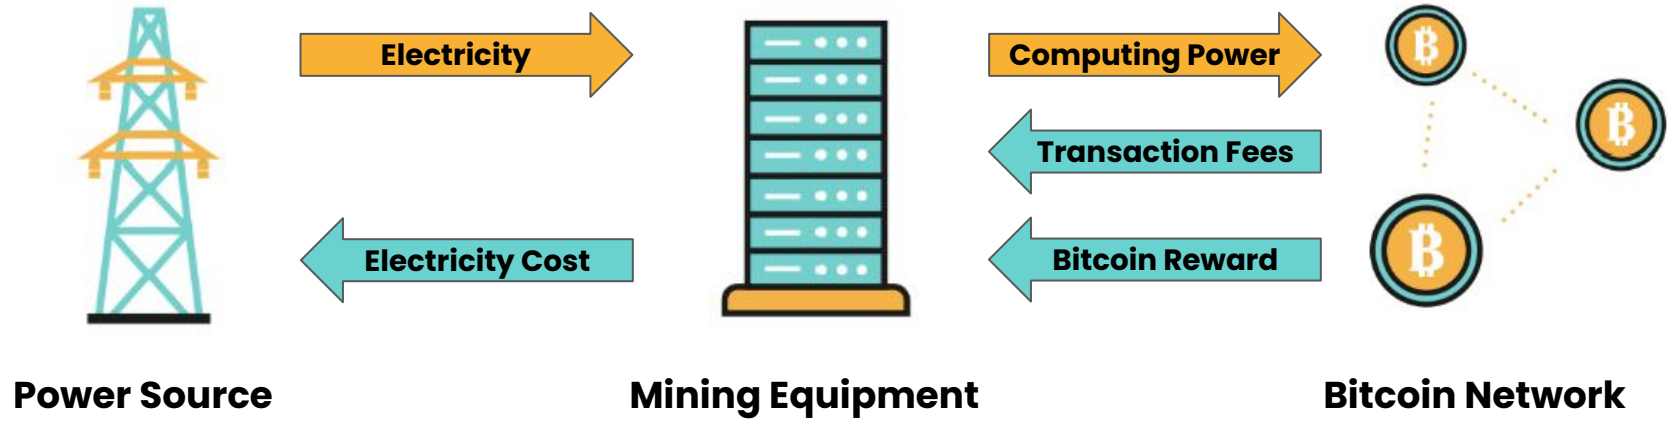 Electricity
Computing Power
Transaction Fees
Electricity Cost
Bitcoin Reward
Power Source
Mining Equipment
Bitcoin Network